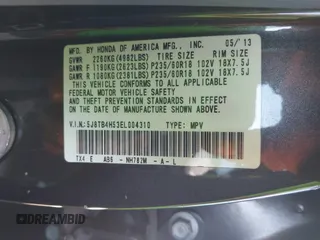 MFD. BY HONDA OF AMERICA MFG., INC. 05/13
GVWR 2260KG(4982LBS) TIRE SIZE RIM SIZE
GAWR F 1190KG(2623LBS) P235/60R18 102V 18X7.5J
GAWR R 1080KG(2381LBS) P235/60R18 102V 18X7.5J
THIS VEHICLE CONFORMS TO ALL APPLICABLE
FEDERAL MOTOR VEHICLE SAFETY AND THEFT
PREVENTION STANDARDS IN EFFECT ON THE DATE OF
MANUFACTURE SHOWN ABOVE.
V.I.N: 5J8TB4H53EL004310 TYPE: MPV
TX4 E AB6 - NH782M - A - L
DREAMBID